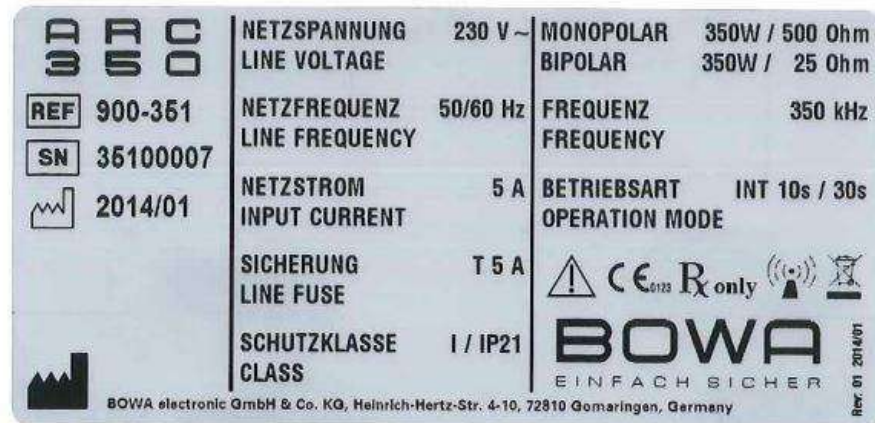 ARC
350
REF 900-351
SN 35100007
2014/01
NETZSPANNUNG 230 V ~
LINE VOLTAGE
NETZFREQUENZ 50/60 Hz
LINE FREQUENCY
NETZSTROM 5 A
INPUT CURRENT
SICHERUNG T 5 A
LINE FUSE
SCHUTZKLASSE I / IP21
CLASS
MONOPOLAR 350W / 500 Ohm
BIPOLAR 350W / 25 Ohm
FREQUENZ 350 kHz
FREQUENCY
BETRIEBSART INT 10s / 30s
OPERATION MODE
CE 0123 Rx only
BOWA
EINFACH SICHER
Rev. 01 2014/01
BOWA electronic GmbH & Co. KG, Heinrich-Hertz-Str. 4-10, 72810 Gomaringen, Germany